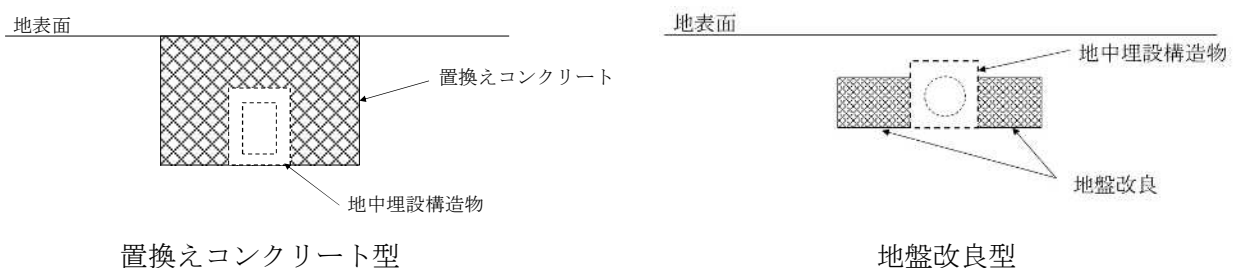 地表面
置換えコンクリート
地中埋設構造物
置換えコンクリート型
地表面
地中埋設構造物
地盤改良
地盤改良型